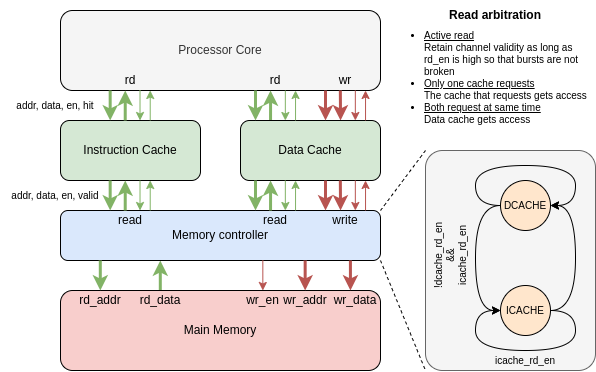 Processor Core
rd
rd
wr
addr, data, en, hit
Instruction Cache
Data Cache
addr, data, en, valid
read
read
write
Memory controller
rd_addr
rd_data
wr_en
wr_addr
wr_data
Main Memory
Read arbitration
• Active read
Retain channel validity as long as
rd_en is high so that bursts are not
broken
• Only one cache requests
The cache that requests gets access
• Both request at same time
Data cache gets access
DCACHE
!dcache_rd_en
&&
icache_rd_en
ICACHE
icache_rd_en